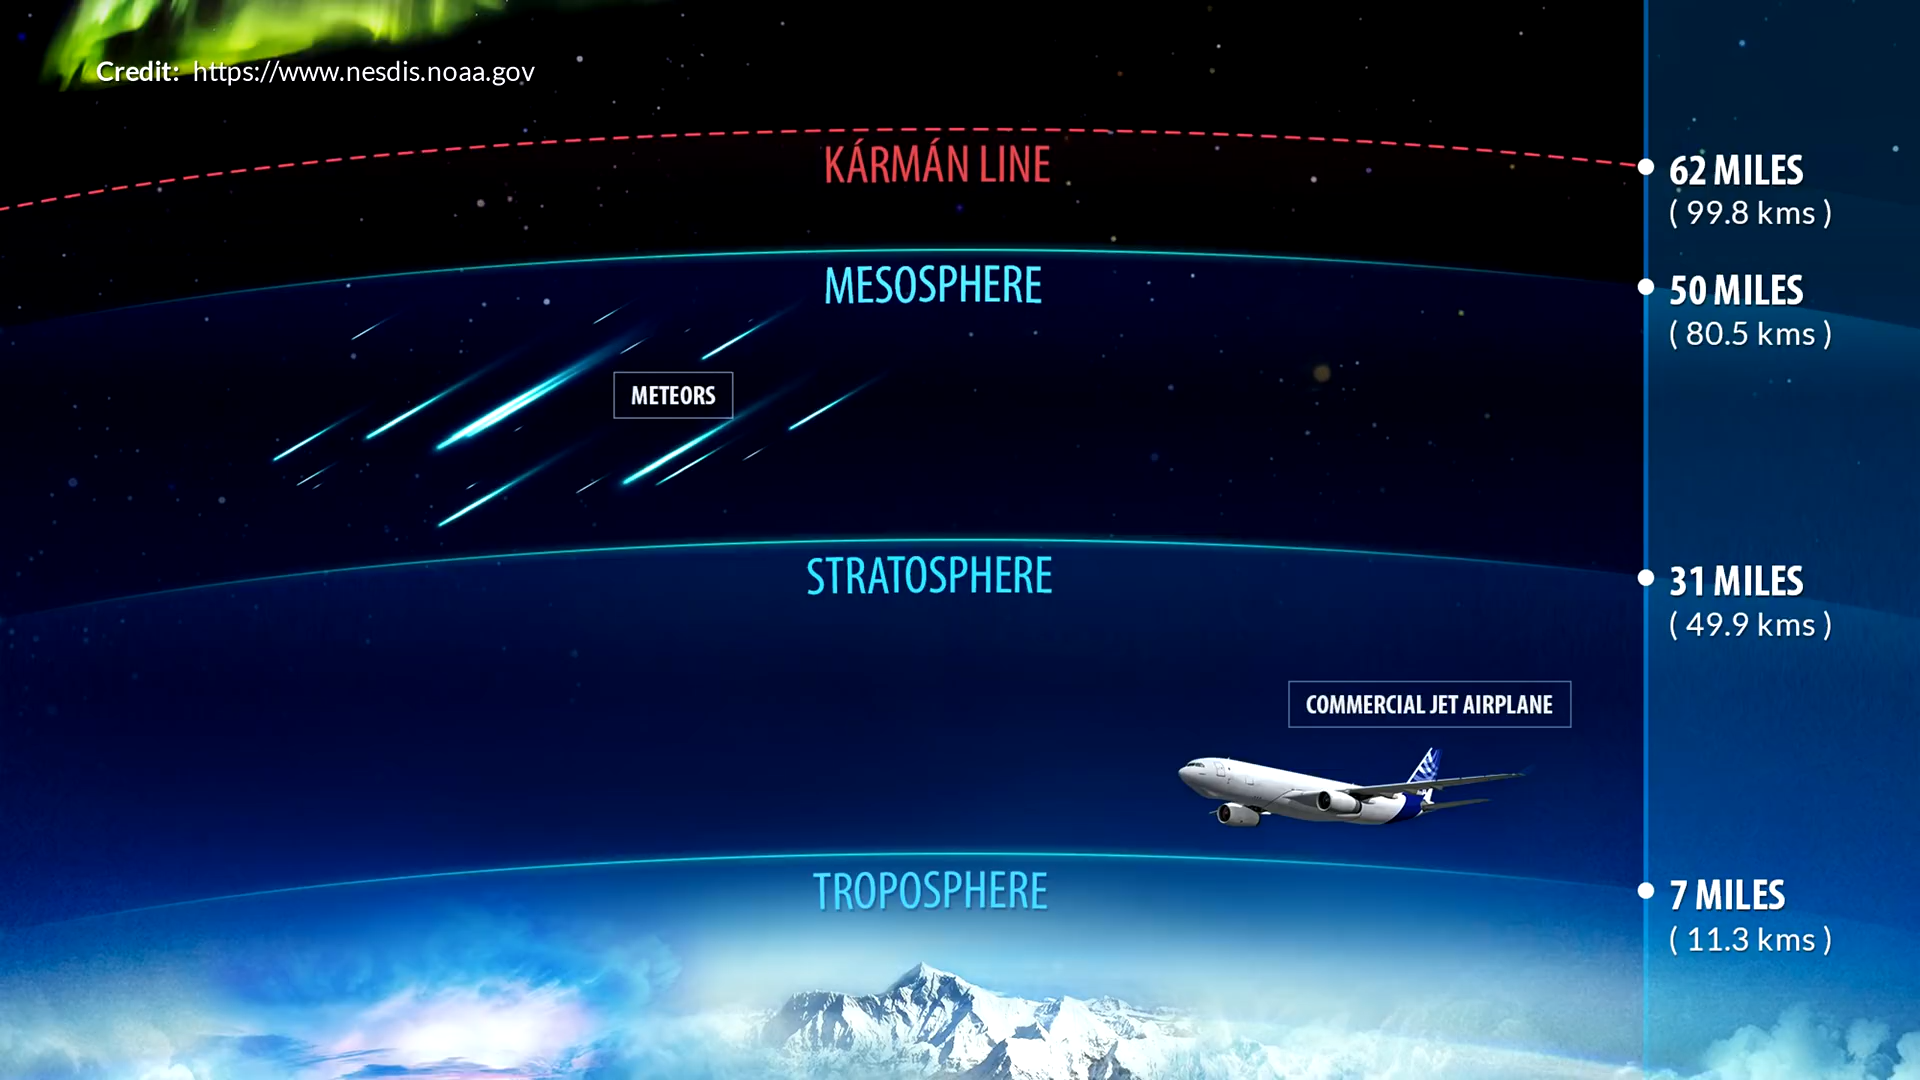 Credit: https://www.nesdis.noaa.gov
KÁRMÁN LINE
62 MILES
( 99.8 kms )
MESOSPHERE
50 MILES
( 80.5 kms )
METEORS
STRATOSPHERE
31 MILES
( 49.9 kms )
COMMERCIAL JET AIRPLANE
TROPOSPHERE
7 MILES
( 11.3 kms )